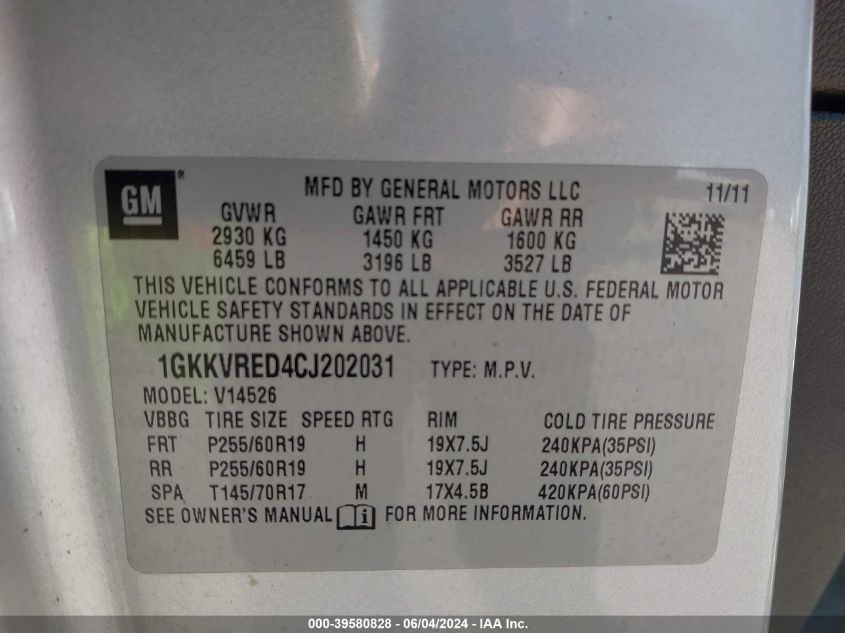 GM® MFD BY GENERAL MOTORS LLC 11/11
GVWR GAWR FRT GAWR RR
2930 KG 1450 KG 1600 KG
6459 LB 3196 LB 3527 LB
THIS VEHICLE CONFORMS TO ALL APPLICABLE U.S. FEDERAL MOTOR
VEHICLE SAFETY STANDARDS IN EFFECT ON THE DATE OF
MANUFACTURE SHOWN ABOVE.
1GKKVRED4CJ202031 TYPE: M.P.V.
MODEL: V14526
VBBG TIRE SIZE SPEED RTG RIM COLD TIRE PRESSURE
FRT P255/60R19 H 19X7.5J 240KPA(35PSI)
RR P255/60R19 H 19X7.5J 240KPA(35PSI)
SPA T145/70R17 M 17X4.5B 420KPA(60PSI)
SEE OWNER'S MANUAL i FOR MORE INFORMATION.
000-39580828 - 06/04/2024 - IAA Inc.